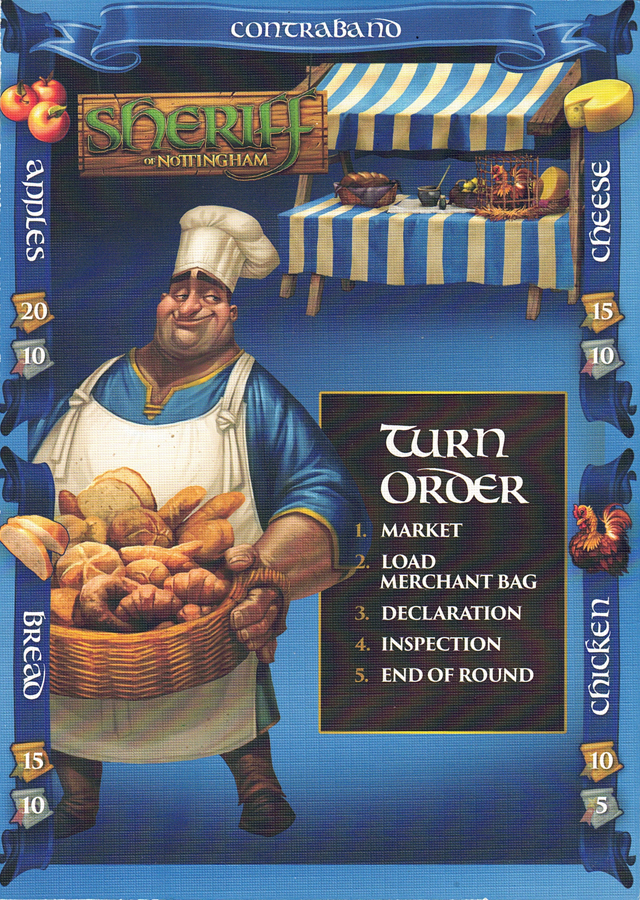 CONTRABAND
SHERIFF
OF NOTTINGHAM
APPLES
20
10
CHEESE
15
10
TURN
ORDER
1. MARKET
2. LOAD
MERCHANT BAG
3. DECLARATION
4. INSPECTION
5. END OF ROUND
BREAD
15
10
CHICKEN
10
5